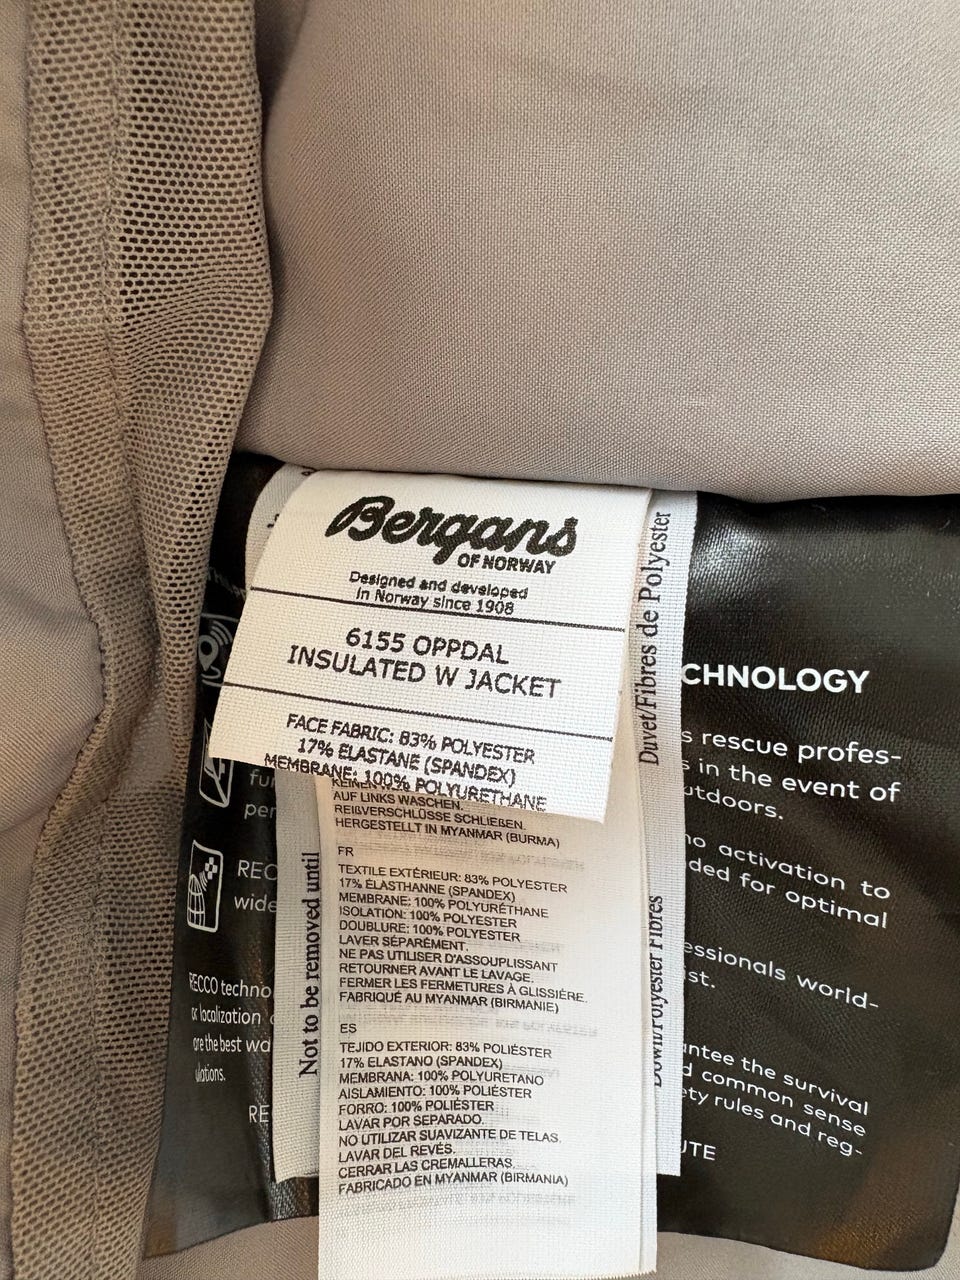 Bergans
OF NORWAY
Designed and developed
in Norway since 1908
6155 OPPDAL
INSULATED W JACKET
FACE FABRIC: 83% POLYESTER
17% ELASTANE (SPANDEX)
MEMBRANE: 100% POLYURETHANE
AUF LINKS WASCHEN.
REIßVERSCHLÜSSE SCHLIEßEN.
HERGESTELLT IN MYANMAR (BURMA)
FR
TEXTILE EXTÉRIEUR: 83% POLYESTER
17% ÉLASTHANNE (SPANDEX)
MEMBRANE: 100% POLYURÉTHANE
ISOLATION: 100% POLYESTER
DOUBLURE: 100% POLYESTER
LAVER SÉPARÉMENT.
NE PAS UTILISER D'ASSOUPLISSANT
RETOURNER AVANT LE LAVAGE.
FERMER LES FERMETURES À GLISSIÈRE.
FABRIQUÉ AU MYANMAR (BIRMANIE)
ES
TEJIDO EXTERIOR: 83% POLIÉSTER
17% ELASTANO (SPANDEX)
MEMBRANA: 100% POLYURETANO
AISLAMIENTO: 100% POLIÉSTER
FORRO: 100% POLIÉSTER
LAVAR POR SEPARADO.
NO UTILIZAR SUAVIZANTE DE TELAS.
LAVAR DEL REVÉS.
CERRAR LAS CREMALLERAS.
FABRICADO EN MYANMAR (BIRMANIA)
Not to be removed until
Duvet/Fibres de Polyester
Down/Polyester Fibres
CHNOLOGY
s rescue profes-
s in the event of
utdoors.
no activation to
ded for optimal
essionals world-
st.
antee the survival
d common sense
ety rules and reg-
UTE
fu
per
REC
wide
RECCO techno
or localization
are the best wa
ulations.
RE